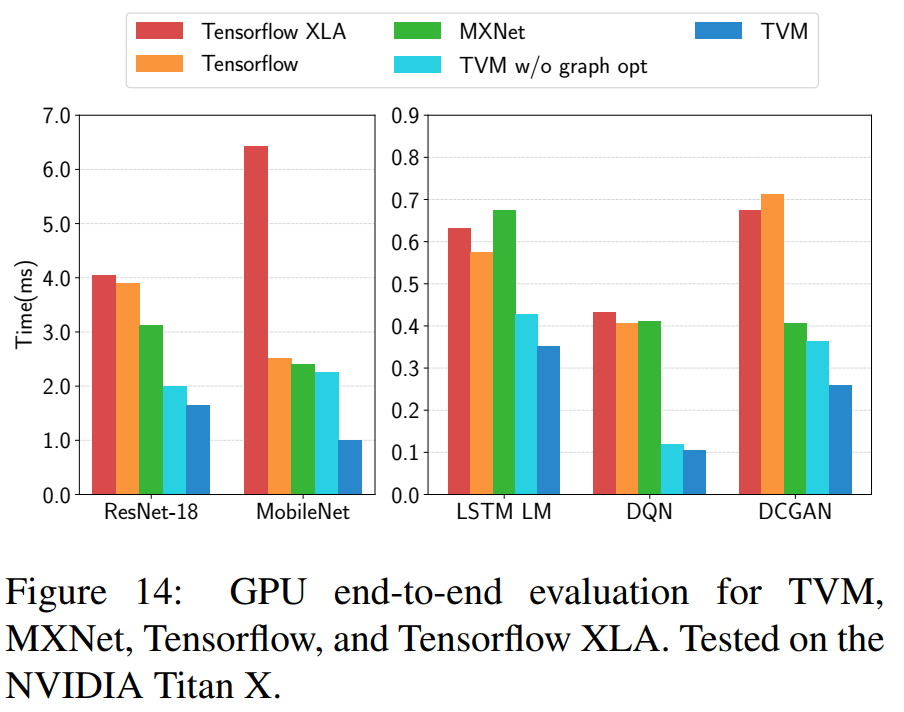 Tensorflow XLA
MXNet
TVM
Tensorflow
TVM w/o graph opt
Time(ms)
7.0
6.0
5.0
4.0
3.0
2.0
1.0
0.0
ResNet-18
MobileNet
0.9
0.8
0.7
0.6
0.5
0.4
0.3
0.2
0.1
0.0
LSTM LM
DQN
DCGAN
Figure 14: GPU end-to-end evaluation for TVM,
MXNet, Tensorflow, and Tensorflow XLA. Tested on the
NVIDIA Titan X.